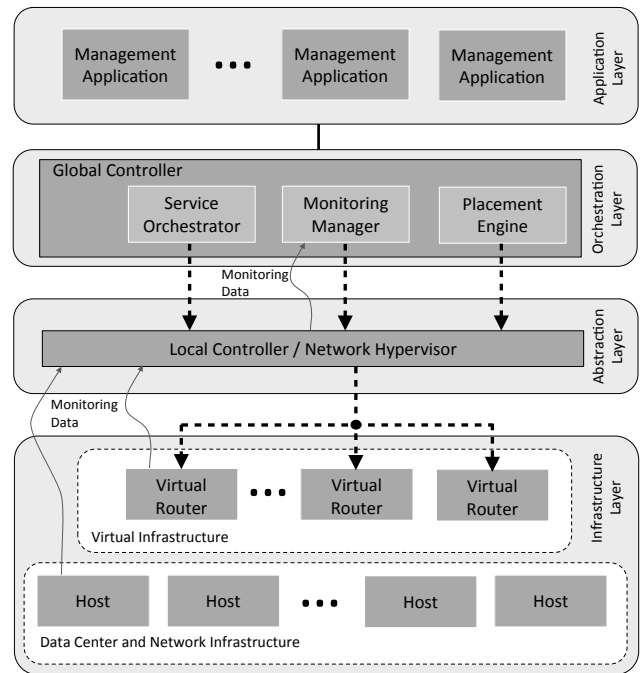 Management
Application
Management
Application
Management
Application
Application
Layer
Global Controller
Service
Orchestrator
Monitoring
Manager
Placement
Engine
Orchestration
Layer
Monitoring
Data
Local Controller / Network Hypervisor
Abstraction
Layer
Monitoring
Data
Virtual
Router
Virtual
Router
Virtual
Router
Virtual Infrastructure
Infrastructure
Layer
Host
Host
Host
Host
Data Center and Network Infrastructure